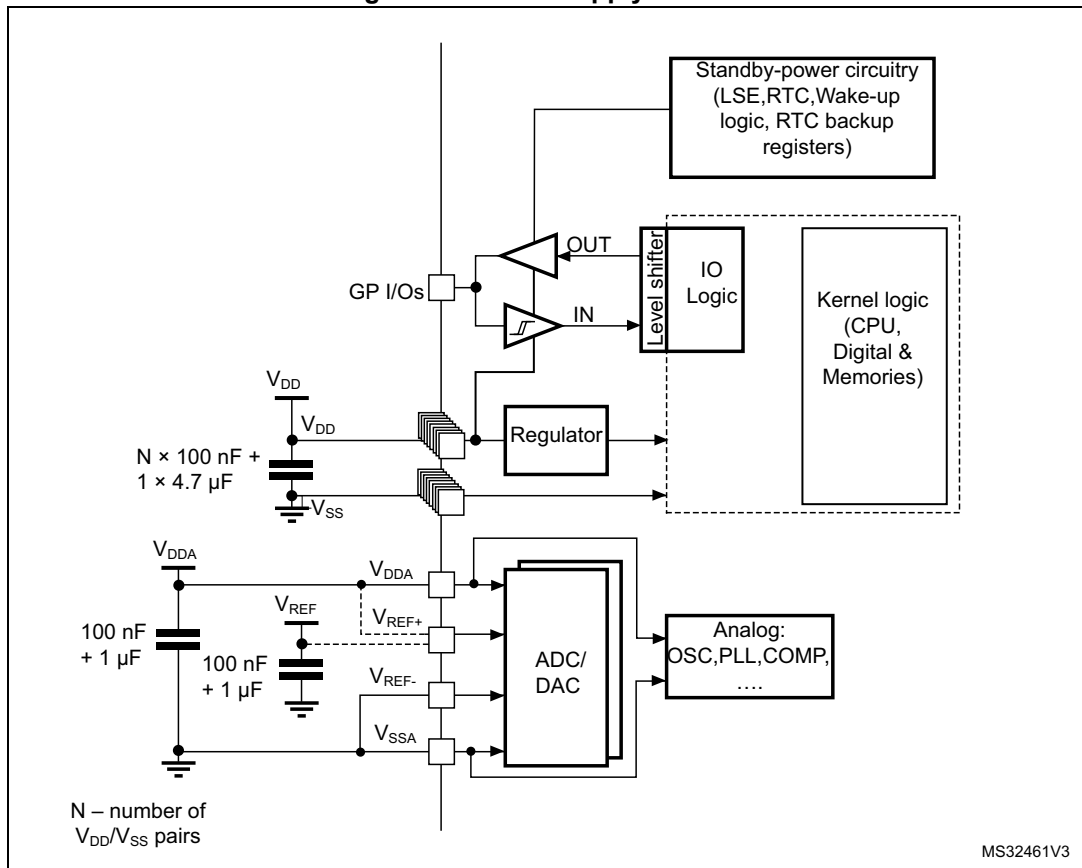 Standby-power circuitry
(LSE,RTC,Wake-up
logic, RTC backup
registers)
OUT
Level shifter
IO
Logic
GP I/Os
IN
Kernel logic
(CPU,
Digital &
Memories)
VDD
VDD
Regulator
N × 100 nF +
1 × 4.7 µF
VSS
VDDA
VDDA
VREF
VREF+
100 nF
+ 1 µF
100 nF
+ 1 µF
ADC/
DAC
Analog:
OSC,PLL,COMP,
….
VREF-
VSSA
N – number of
VDD/VSS pairs
MS32461V3